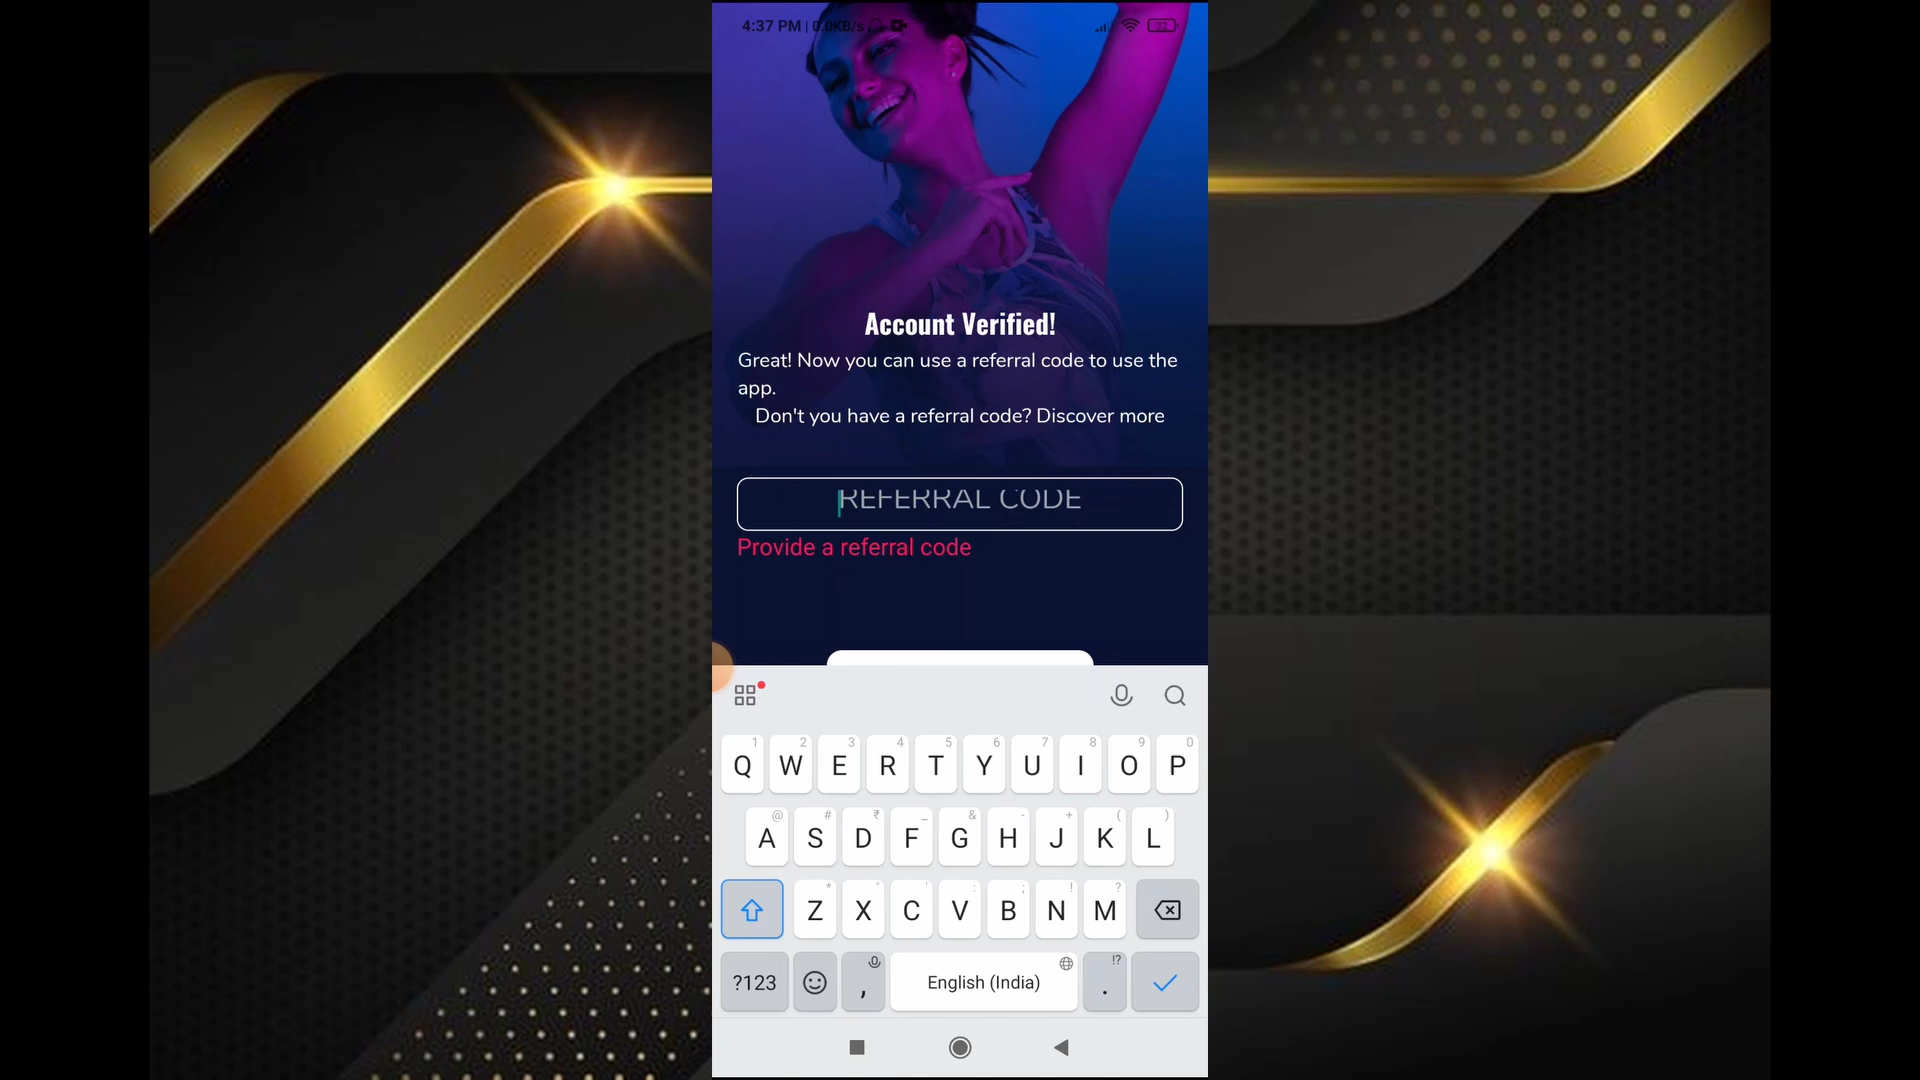 4:37 PM | 0.0KB/s
32
Account Verified!
Great! Now you can use a referral code to use the
app.
Don't you have a referral code? Discover more
REFERRAL CODE
Provide a referral code
1 2 3 4 5 6 7 8 9 0
Q W E R T Y U I O P
@ # ₹ _ & - + ( )
A S D F G H J K L
* " ' : ; ! ?
Z X C V B N M
!?
?123 , English (India) .